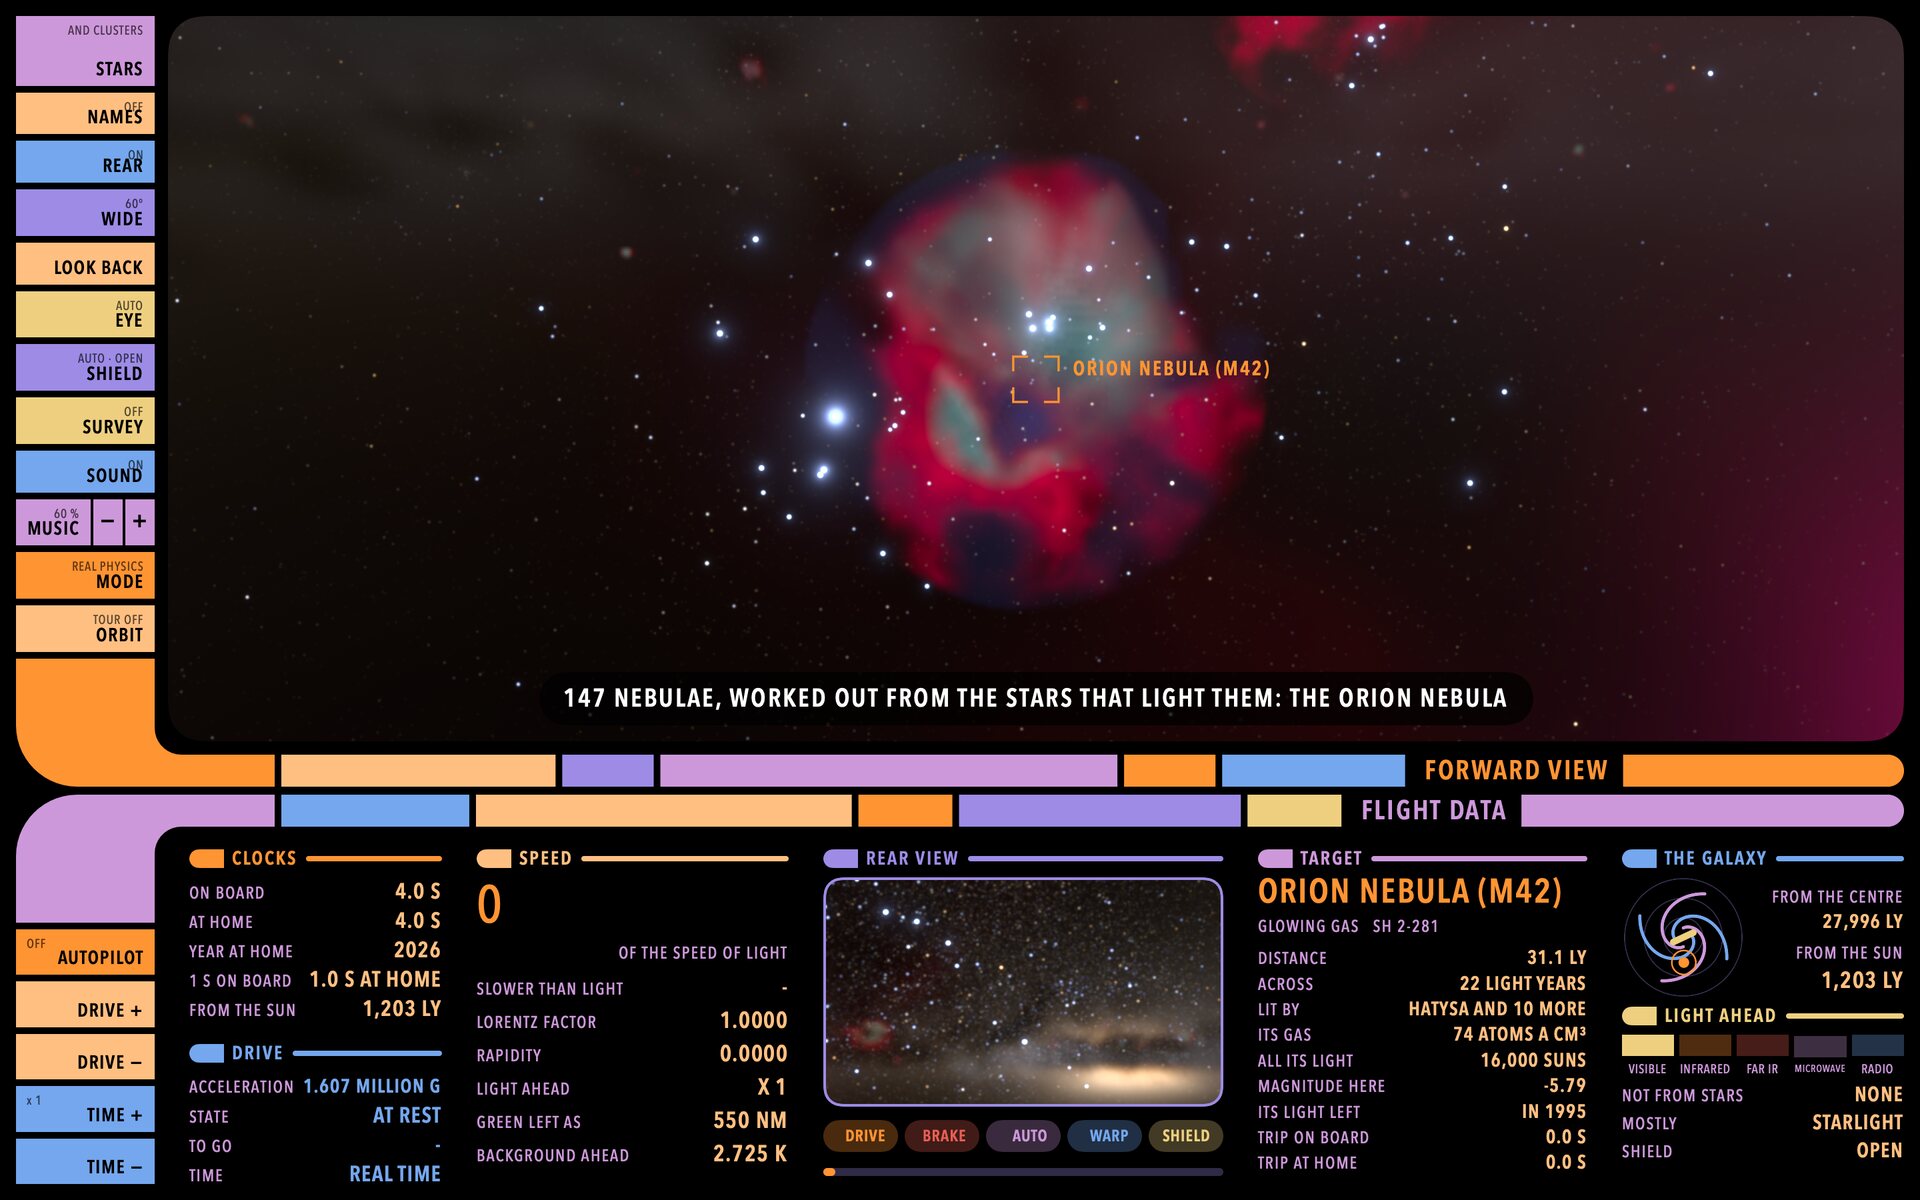 AND CLUSTERS
STARS
OFF
NAMES
ON
REAR
60°
WIDE
LOOK BACK
AUTO
EYE
AUTO · OPEN
SHIELD
OFF
SURVEY
ON
SOUND
60 %
MUSIC − +
REAL PHYSICS
MODE
TOUR OFF
ORBIT
ORION NEBULA (M42)
147 NEBULAE, WORKED OUT FROM THE STARS THAT LIGHT THEM: THE ORION NEBULA
FORWARD VIEW
FLIGHT DATA
OFF
AUTOPILOT
DRIVE +
DRIVE −
x 1
TIME +
TIME −
CLOCKS
ON BOARD 4.0 S
AT HOME 4.0 S
YEAR AT HOME 2026
1 S ON BOARD 1.0 S AT HOME
FROM THE SUN 1,203 LY
DRIVE
ACCELERATION 1.607 MILLION G
STATE AT REST
TO GO -
TIME REAL TIME
SPEED
0
OF THE SPEED OF LIGHT
SLOWER THAN LIGHT -
LORENTZ FACTOR 1.0000
RAPIDITY 0.0000
LIGHT AHEAD X 1
GREEN LEFT AS 550 NM
BACKGROUND AHEAD 2.725 K
REAR VIEW
DRIVE BRAKE AUTO WARP SHIELD
TARGET
ORION NEBULA (M42)
GLOWING GAS SH 2-281
DISTANCE 31.1 LY
ACROSS 22 LIGHT YEARS
LIT BY HATYSA AND 10 MORE
ITS GAS 74 ATOMS A CM³
ALL ITS LIGHT 16,000 SUNS
MAGNITUDE HERE -5.79
ITS LIGHT LEFT IN 1995
TRIP ON BOARD 0.0 S
TRIP AT HOME 0.0 S
THE GALAXY
FROM THE CENTRE
27,996 LY
FROM THE SUN
1,203 LY
LIGHT AHEAD
VISIBLE INFRARED FAR IR MICROWAVE RADIO
NOT FROM STARS NONE
MOSTLY STARLIGHT
SHIELD OPEN